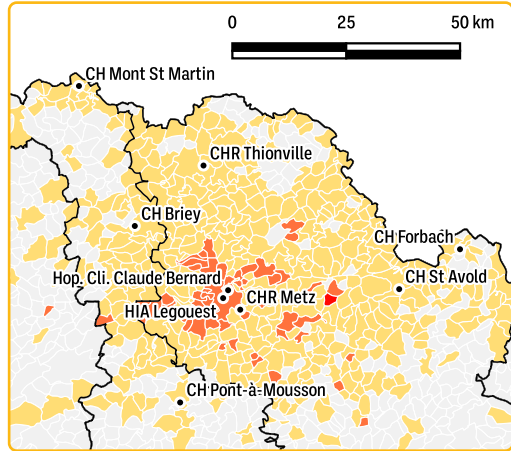 0 25 50 km
CH Mont St Martin
CHR Thionville
CH Briey
CH Forbach
Hop. Cli. Claude Bernard
CH St Avold
CHR Metz
HIA Legouest
CH Pont-à-Mousson